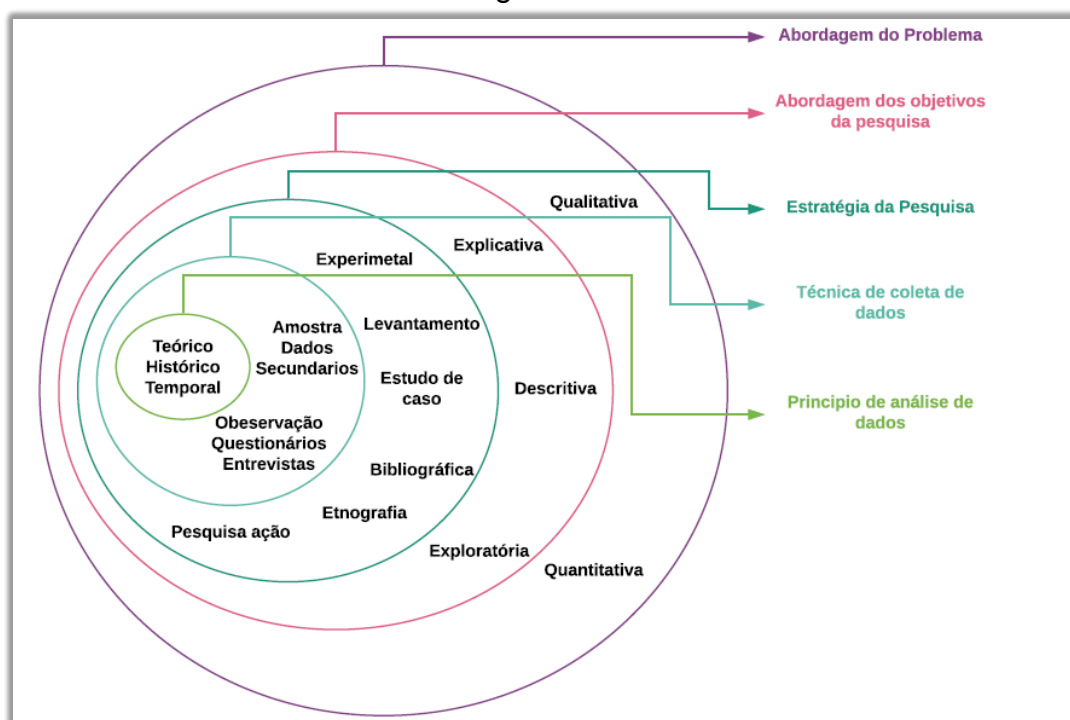 Abordagem do Problema
Abordagem dos objetivos
da pesquisa
Qualitativa
Estratégia da Pesquisa
Explicativa
Experimetal
Técnica de coleta de
dados
Levantamento
Amostra
Dados
Secundarios
Teórico
Histórico
Temporal
Estudo de
caso
Descritiva
Principio de análise de
dados
Obeservação
Questionários
Entrevistas
Bibliográfica
Etnografia
Pesquisa ação
Exploratória
Quantitativa